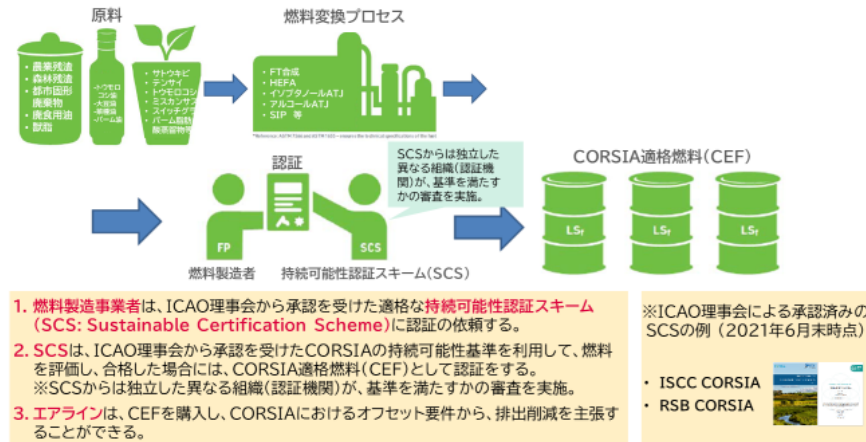 原料
燃料変換プロセス
・農業残渣
・森林残渣
・都市固形
廃棄物
・廃食用油
・獣脂
・トウモロ
コシ油
・大豆油
・パーム油
・サトウキビ
・テンサイ
・トウモロコシ
・ミスカンサス
・スイッチグラ
・パーム脂肪
酸蒸留物等
・FT合成
・HEFA
・イソブタノールATJ
・アルコールATJ
・SIP 等
認証
SCSからは独立した
異なる組織(認証機
関)が、基準を満たす
かの審査を実施。
CORSIA適格燃料(CEF)
FP
SCS
LSf
LSf
LSf
燃料製造者
持続可能性認証スキーム(SCS)
1. 燃料製造事業者は、ICAO理事会から承認を受けた適格な持続可能性認証スキーム
(SCS: Sustainable Certification Scheme)に認証の依頼する。
2. SCSは、ICAO理事会から承認を受けたCORSIAの持続可能性基準を利用して、燃料
を評価し、合格した場合には、CORSIA適格燃料(CEF)として認証をする。
※SCSからは独立した異なる組織(認証機関)が、基準を満たすかの審査を実施。
3. エアラインは、CEFを購入し、CORSIAにおけるオフセット要件から、排出削減を主張す
ることができる。
※ICAO理事会による承認済みの
SCSの例 (2021年6月末時点)
・ ISCC CORSIA
・ RSB CORSIA